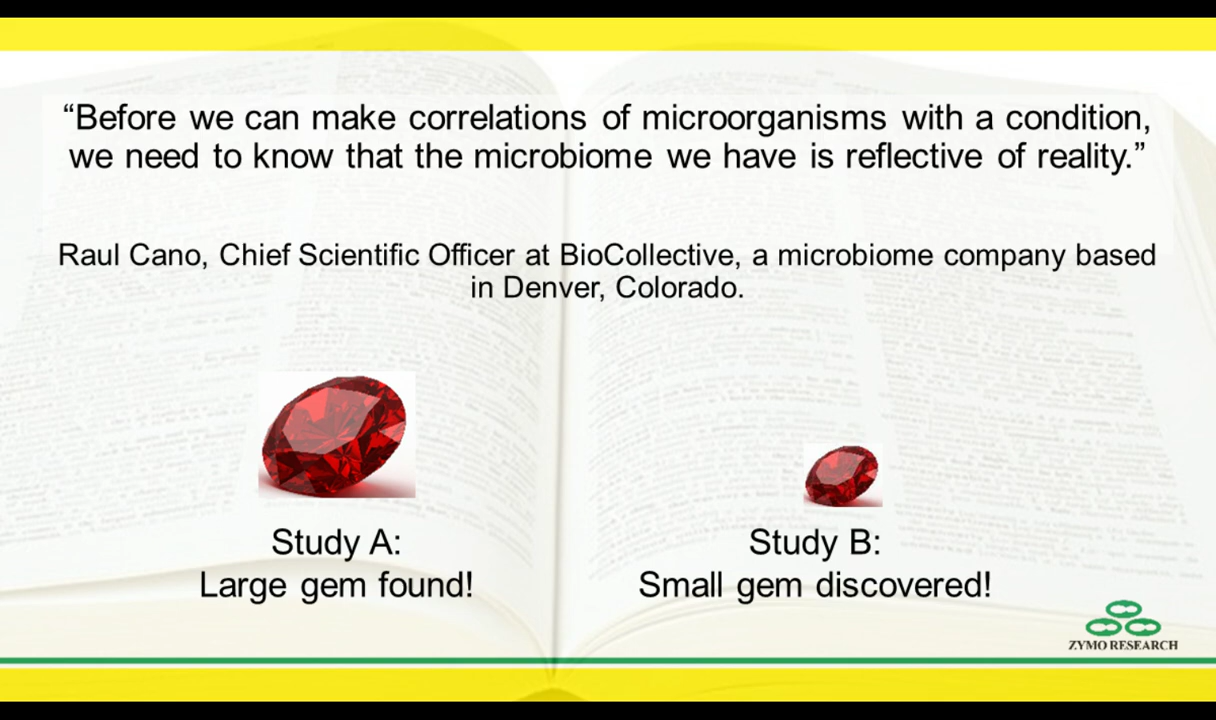 “Before we can make correlations of microorganisms with a condition,
we need to know that the microbiome we have is reflective of reality.”
Raul Cano, Chief Scientific Officer at BioCollective, a microbiome company based
in Denver, Colorado.
Study A:
Large gem found!
Study B:
Small gem discovered!
ZYMO RESEARCH